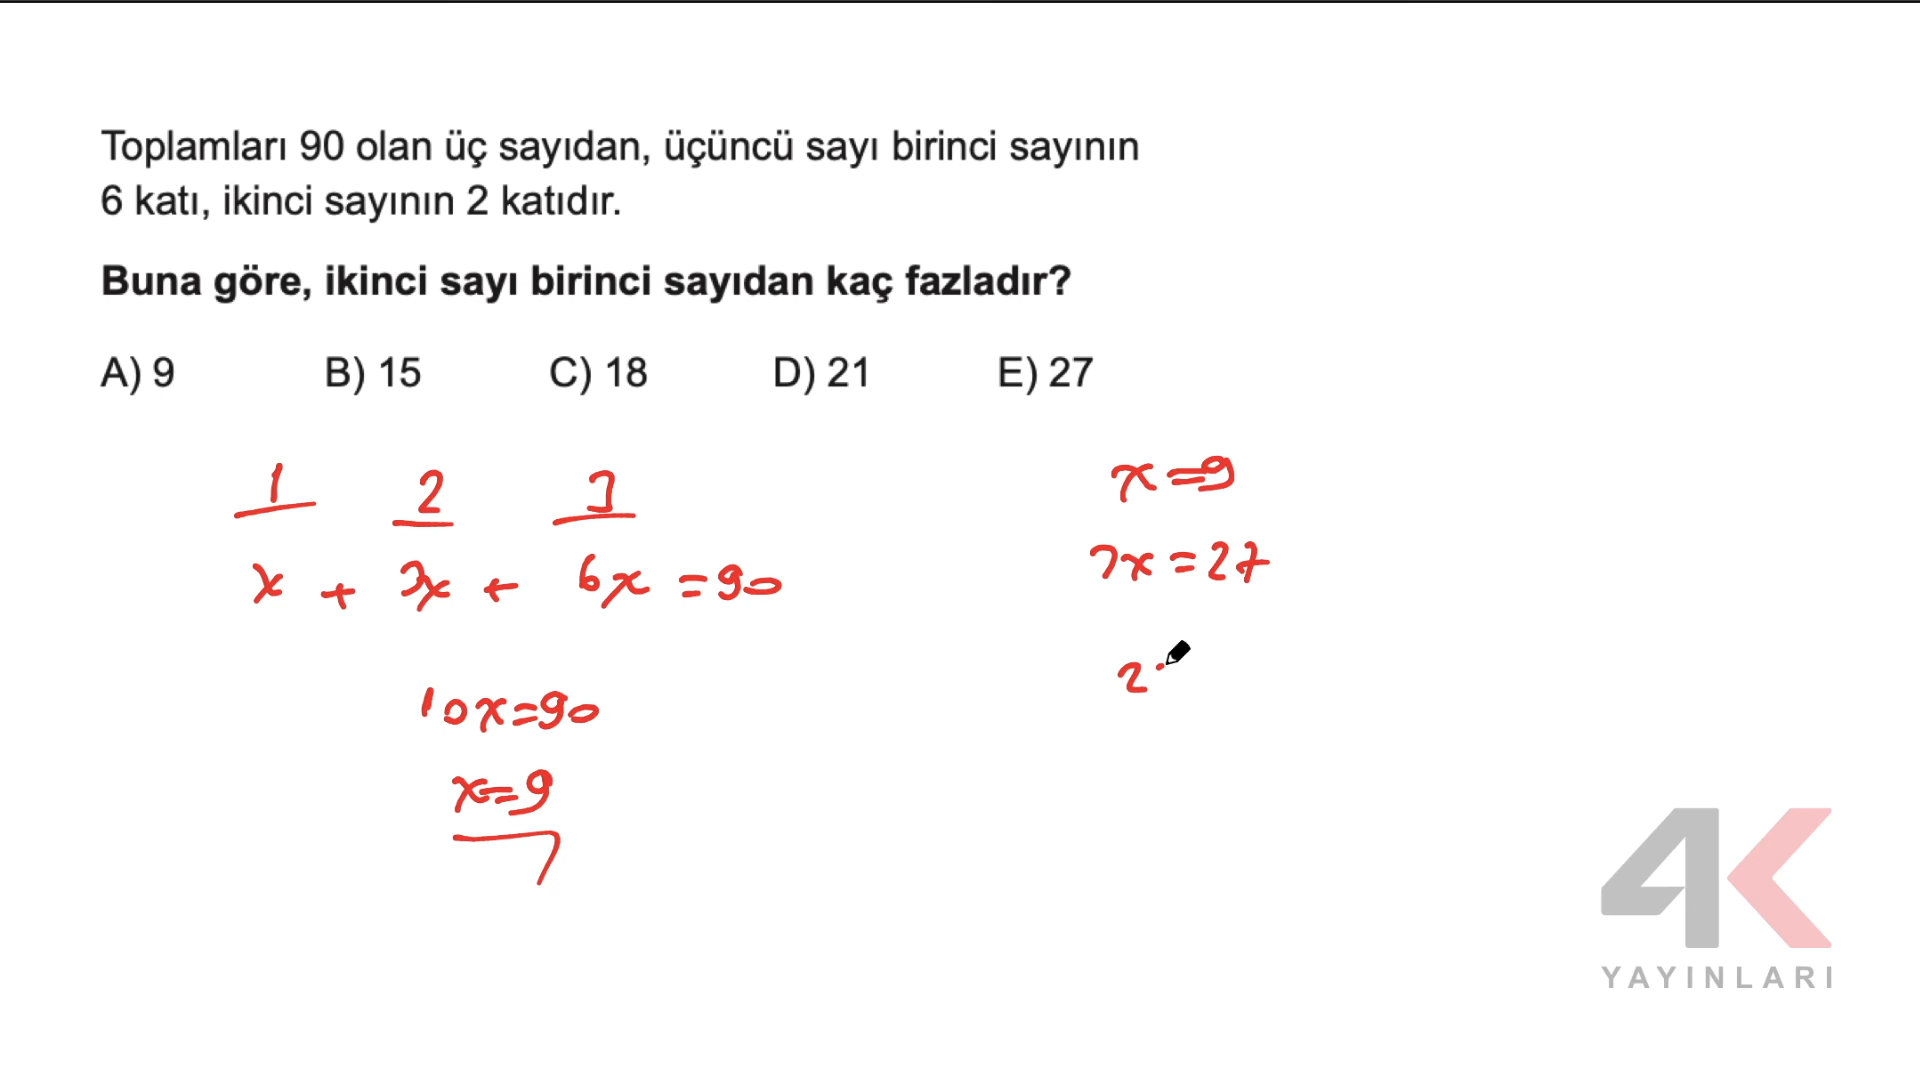 Toplamları 90 olan üç sayıdan, üçüncü sayı birinci sayının
6 katı, ikinci sayının 2 katıdır.
Buna göre, ikinci sayı birinci sayıdan kaç fazladır?
A) 9 B) 15 C) 18 D) 21 E) 27
1 2 3
x + 3x + 6x = 90
10x=90
x=9
x=9
3x=27
2
4K
YAYINLARI